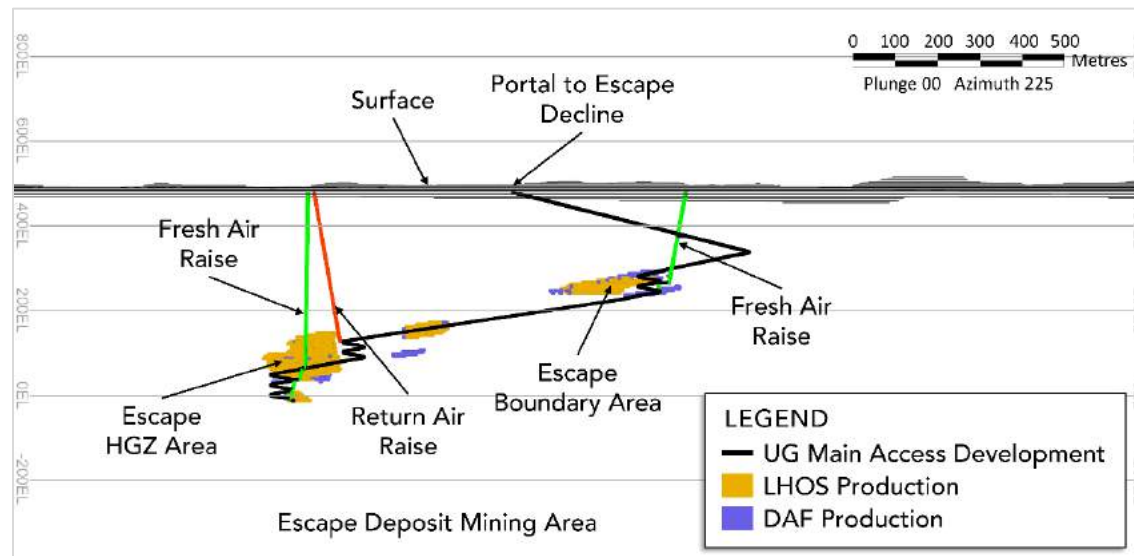 800EL
600EL
400EL
200EL
0EL
-200EL
0 100 200 300 400 500
Metres
Plunge 00 Azimuth 225
Surface
Portal to Escape
Decline
Fresh Air
Raise
Fresh Air
Raise
Escape
HGZ Area
Return Air
Raise
Escape
Boundary Area
LEGEND
UG Main Access Development
LHOS Production
DAF Production
Escape Deposit Mining Area